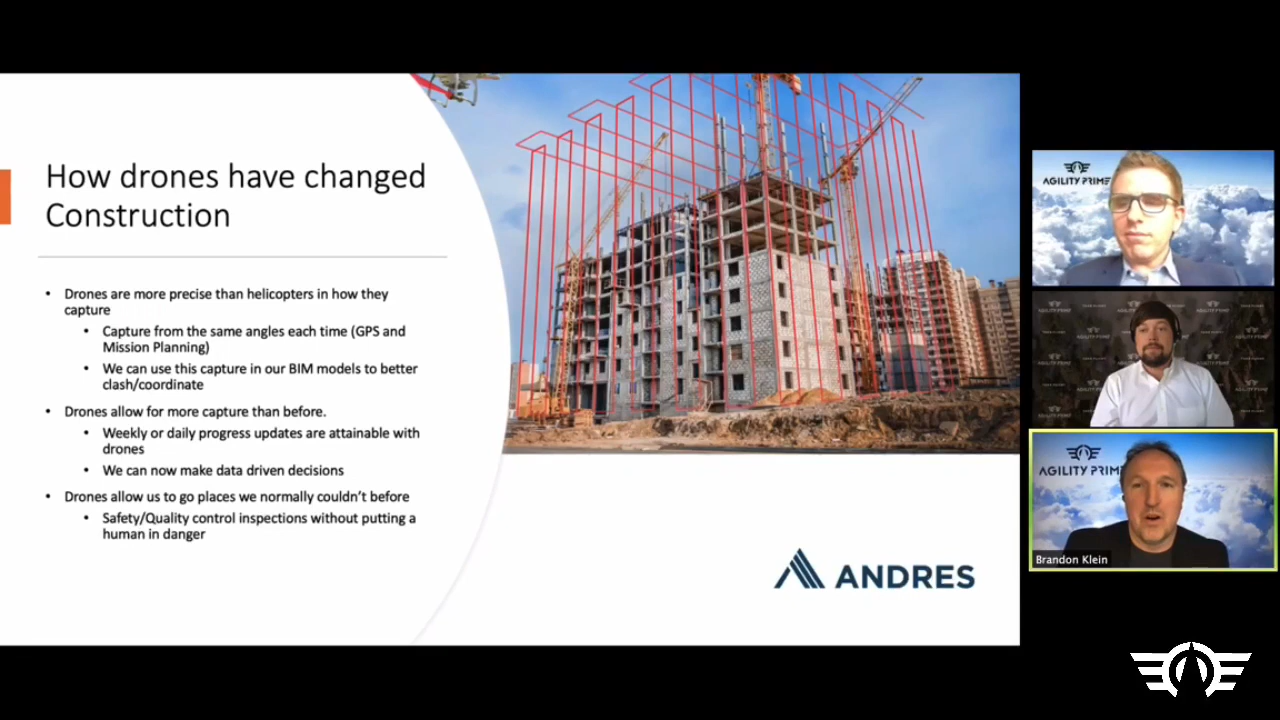 How drones have changed
Construction
• Drones are more precise than helicopters in how they
capture
• Capture from the same angles each time (GPS and
Mission Planning)
• We can use this capture in our BIM models to better
clash/coordinate
• Drones allow for more capture than before.
• Weekly or daily progress updates are attainable with
drones
• We can now make data driven decisions
• Drones allow us to go places we normally couldn't before
• Safety/Quality control inspections without putting a
human in danger
ANDRES
AGILITY PRIME
AGILITY PRIME
Brandon Klein